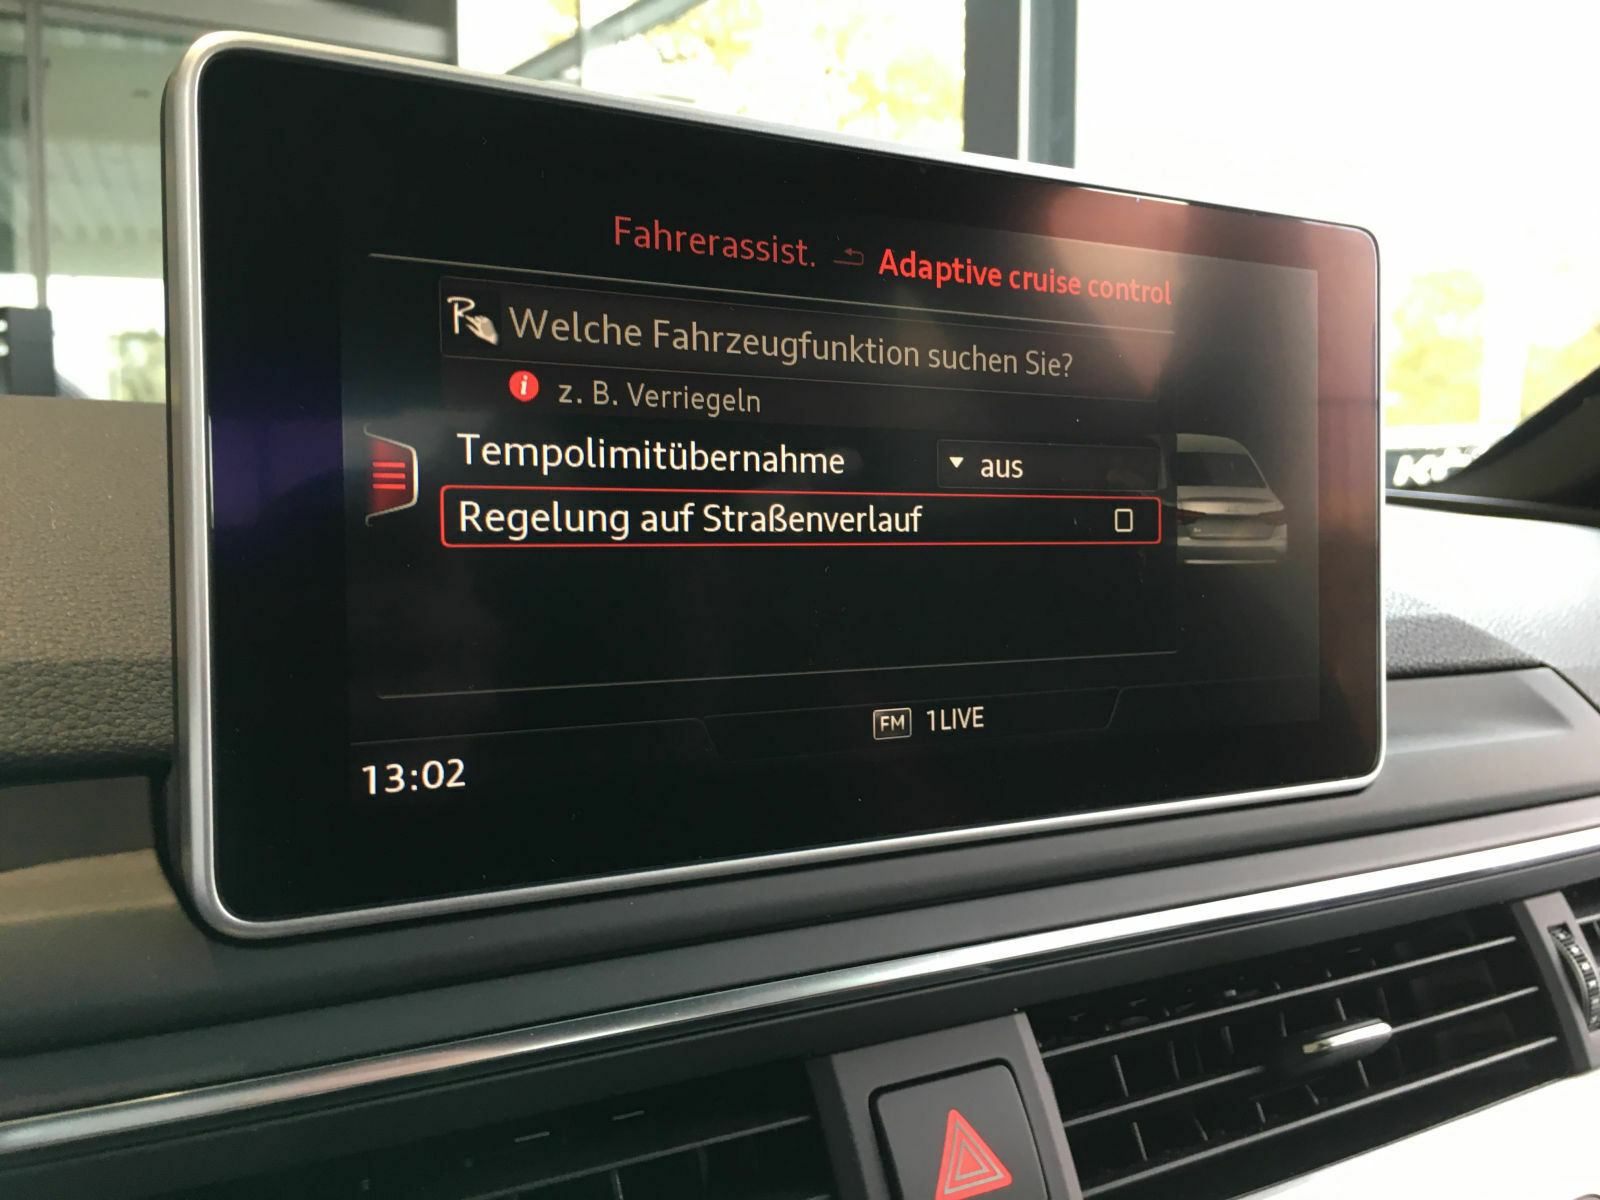 Fahrerassist. Adaptive cruise control
Welche Fahrzeugfunktion suchen Sie?
i z. B. Verriegeln
Tempolimitübernahme aus
Regelung auf Straßenverlauf
FM 1LIVE
13:02